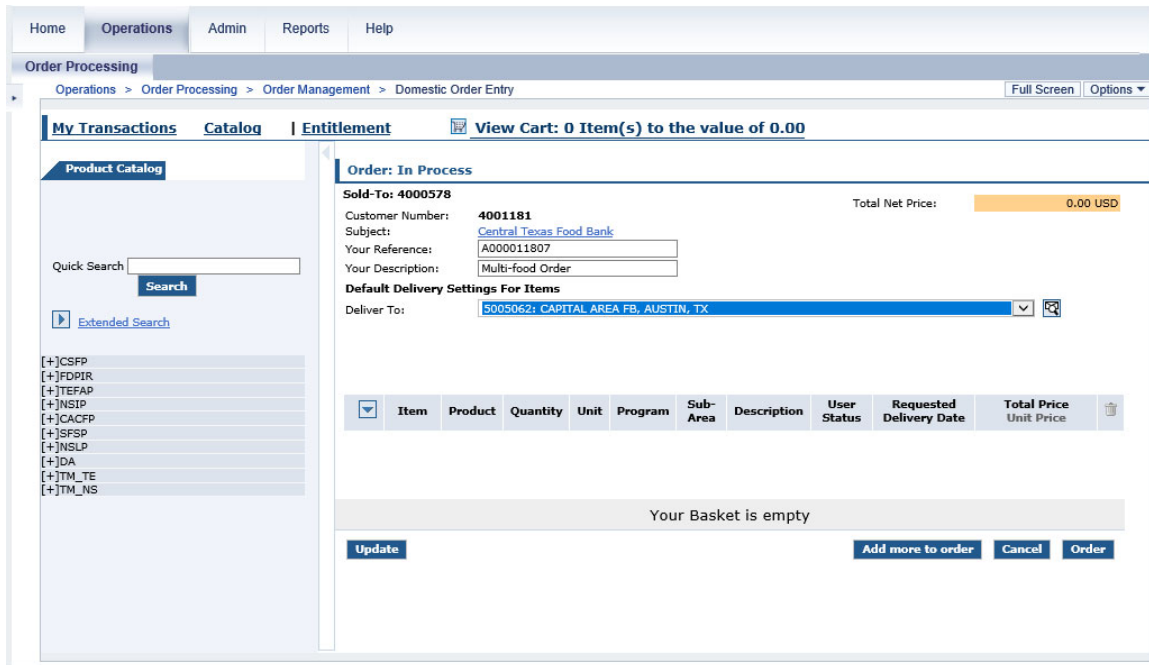 Home Operations Admin Reports Help
Order Processing
Operations > Order Processing > Order Management > Domestic Order Entry
Full Screen Options
My Transactions Catalog | Entitlement View Cart: 0 Item(s) to the value of 0.00
Product Catalog
Quick Search
Search
Extended Search
[+]CSFP
[+]FDPIR
[+]TEFAP
[+]NSIP
[+]CACFP
[+]SFSP
[+]NSLP
[+]DA
[+]TM_TE
[+]TM_NS
Order: In Process
Sold-To: 4000578
Total Net Price: 0.00 USD
Customer Number: 4001181
Subject: Central Texas Food Bank
Your Reference: A000011807
Your Description: Multi-food Order
Default Delivery Settings For Items
Deliver To: 5005062: CAPITAL AREA FB, AUSTIN, TX
Item Product Quantity Unit Program Sub-Area Description User Status Requested Delivery Date Total Price Unit Price
Your Basket is empty
Update Add more to order Cancel Order